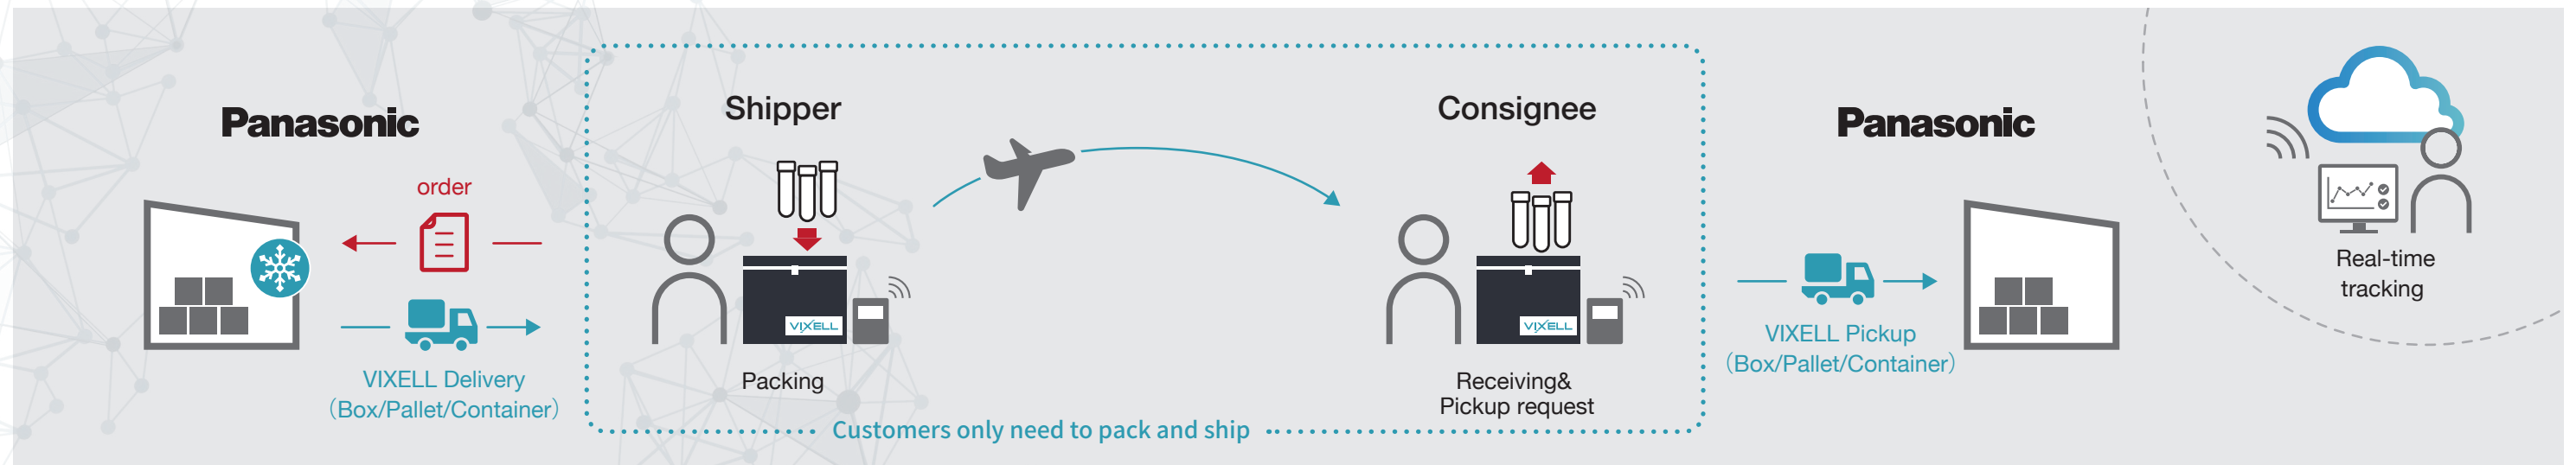 Panasonic
order
VIXELL Delivery
（Box/Pallet/Container）
Shipper
VIXELL
Packing
Customers only need to pack and ship
Consignee
VIXELL
Receiving&
Pickup request
VIXELL Pickup
（Box/Pallet/Container）
Panasonic
Real-time
tracking